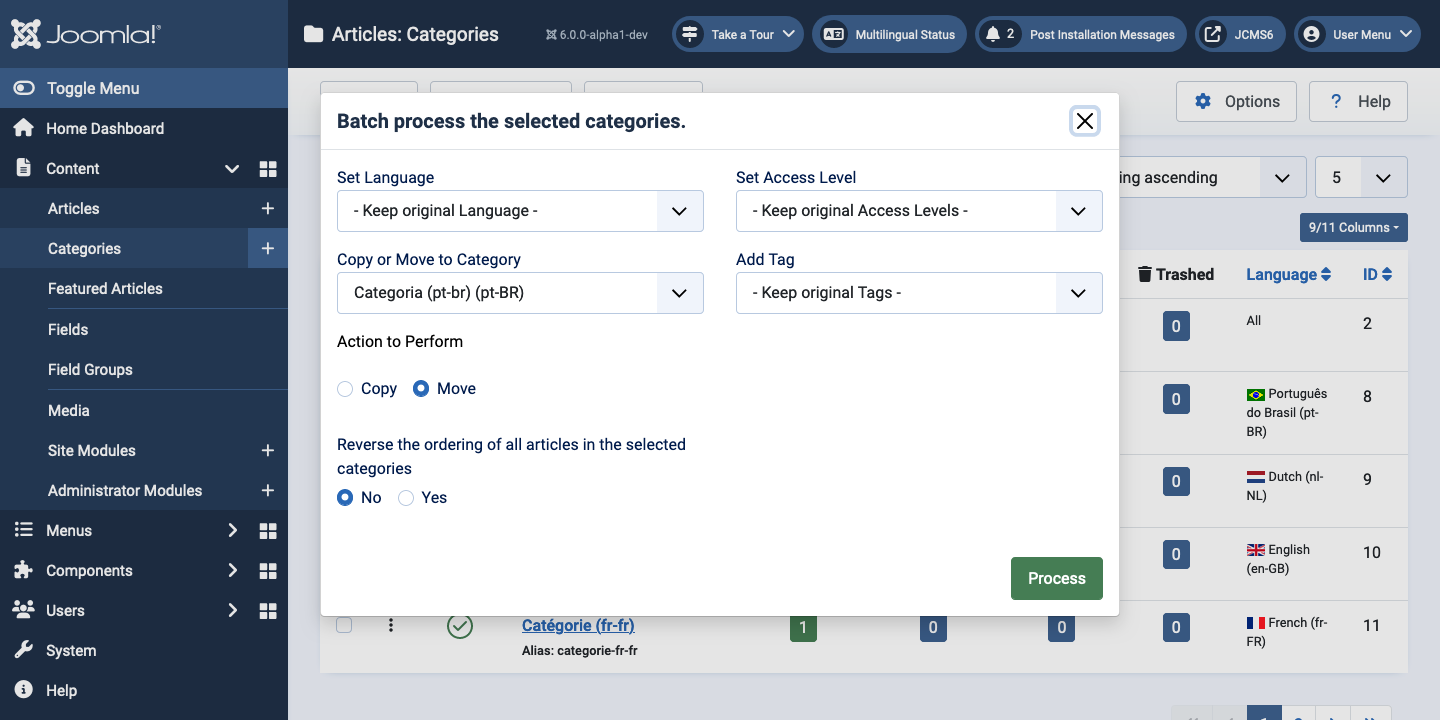 Joomla!
Articles: Categories
6.0.0-alpha1-dev
Take a Tour
Multilingual Status
2 Post Installation Messages
JCMS6
User Menu
Toggle Menu
Home Dashboard
Content
Articles
Categories
Featured Articles
Fields
Field Groups
Media
Site Modules
Administrator Modules
Menus
Components
Users
System
Help
Options
? Help
Batch process the selected categories.
Set Language
- Keep original Language -
Set Access Level
- Keep original Access Levels -
Copy or Move to Category
Categoria (pt-br) (pt-BR)
Add Tag
- Keep original Tags -
Action to Perform
Copy Move
Reverse the ordering of all articles in the selected
categories
No Yes
Process
ing ascending
5
9/11 Columns
Trashed Language ID
0 All 2
0 Português
do Brasil (pt-
BR)
8
0 Dutch (nl-
NL)
9
0 English
(en-GB)
10
Catégorie (fr-fr) 1 0 0 0 French (fr-
FR)
11
Alias: categorie-fr-fr